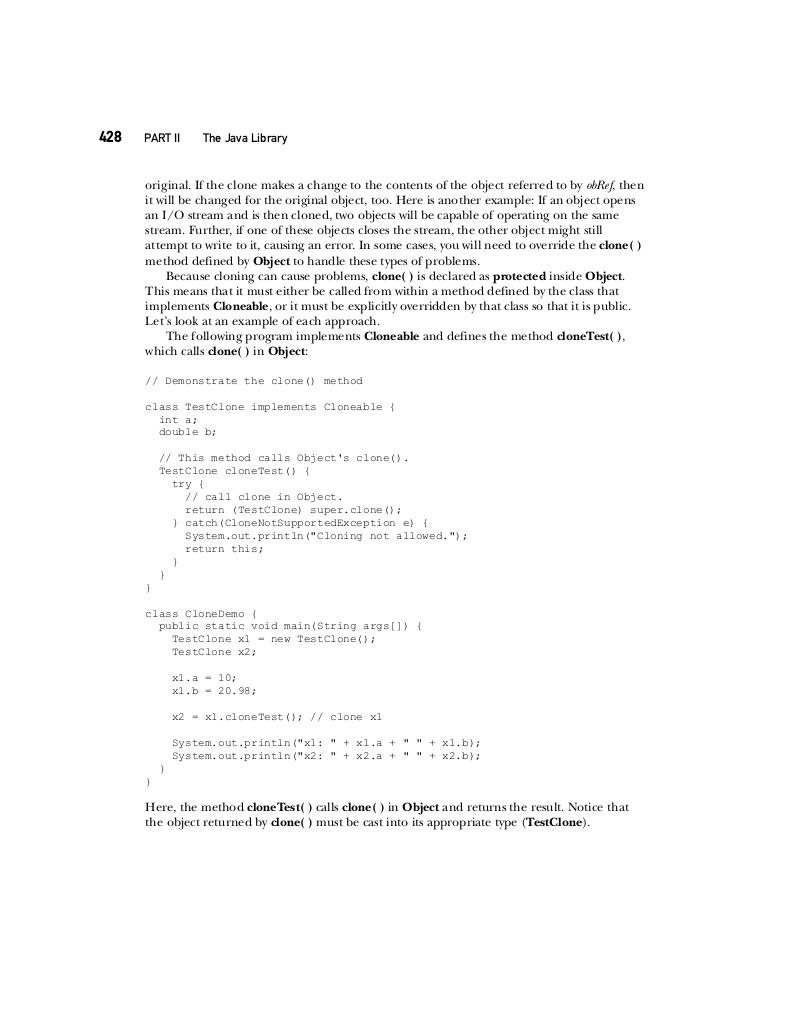 428 PART II The Java Library
original. If the clone makes a change to the contents of the object referred to by obRef, then
it will be changed for the original object, too. Here is another example: If an object opens
an I/O stream and is then cloned, two objects will be capable of operating on the same
stream. Further, if one of these objects closes the stream, the other object might still
attempt to write to it, causing an error. In some cases, you will need to override the clone( )
method defined by Object to handle these types of problems.
Because cloning can cause problems, clone( ) is declared as protected inside Object.
This means that it must either be called from within a method defined by the class that
implements Cloneable, or it must be explicitly overridden by that class so that it is public.
Let's look at an example of each approach.
The following program implements Cloneable and defines the method cloneTest( ),
which calls clone( ) in Object:
// Demonstrate the clone() method
class TestClone implements Cloneable {
int a;
double b;
// This method calls Object's clone().
TestClone cloneTest() {
try {
// call clone in Object.
return (TestClone) super.clone();
} catch(CloneNotSupportedException e) {
System.out.println("Cloning not allowed.");
return this;
}
}
}
class CloneDemo {
public static void main(String args[]) {
TestClone x1 = new TestClone();
TestClone x2;
x1.a = 10;
x1.b = 20.98;
x2 = x1.cloneTest(); // clone x1
System.out.println("x1: " + x1.a + " " + x1.b);
System.out.println("x2: " + x2.a + " " + x2.b);
}
}
Here, the method cloneTest( ) calls clone( ) in Object and returns the result. Notice that
the object returned by clone( ) must be cast into its appropriate type (TestClone).